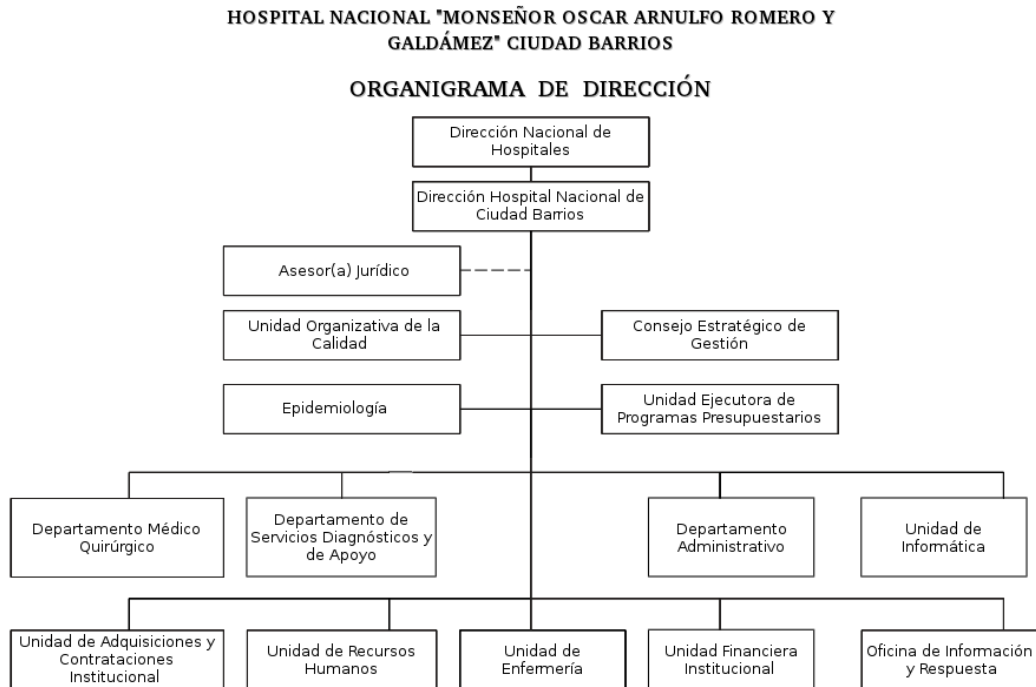 HOSPITAL NACIONAL "MONSEÑOR OSCAR ARNULFO ROMERO Y
GALDÁMEZ" CIUDAD BARRIOS
ORGANIGRAMA DE DIRECCIÓN
Dirección Nacional de
Hospitales
Dirección Hospital Nacional de
Ciudad Barrios
Asesor(a) Jurídico
Unidad Organizativa de la
Calidad
Consejo Estratégico de
Gestión
Epidemiología
Unidad Ejecutora de
Programas Presupuestarios
Departamento Médico
Quirúrgico
Departamento de
Servicios Diagnósticos y
de Apoyo
Departamento
Administrativo
Unidad de
Informática
Unidad de Adquisiciones y
Contrataciones
Institucional
Unidad de Recursos
Humanos
Unidad de
Enfermería
Unidad Financiera
Institucional
Oficina de Información
y Respuesta